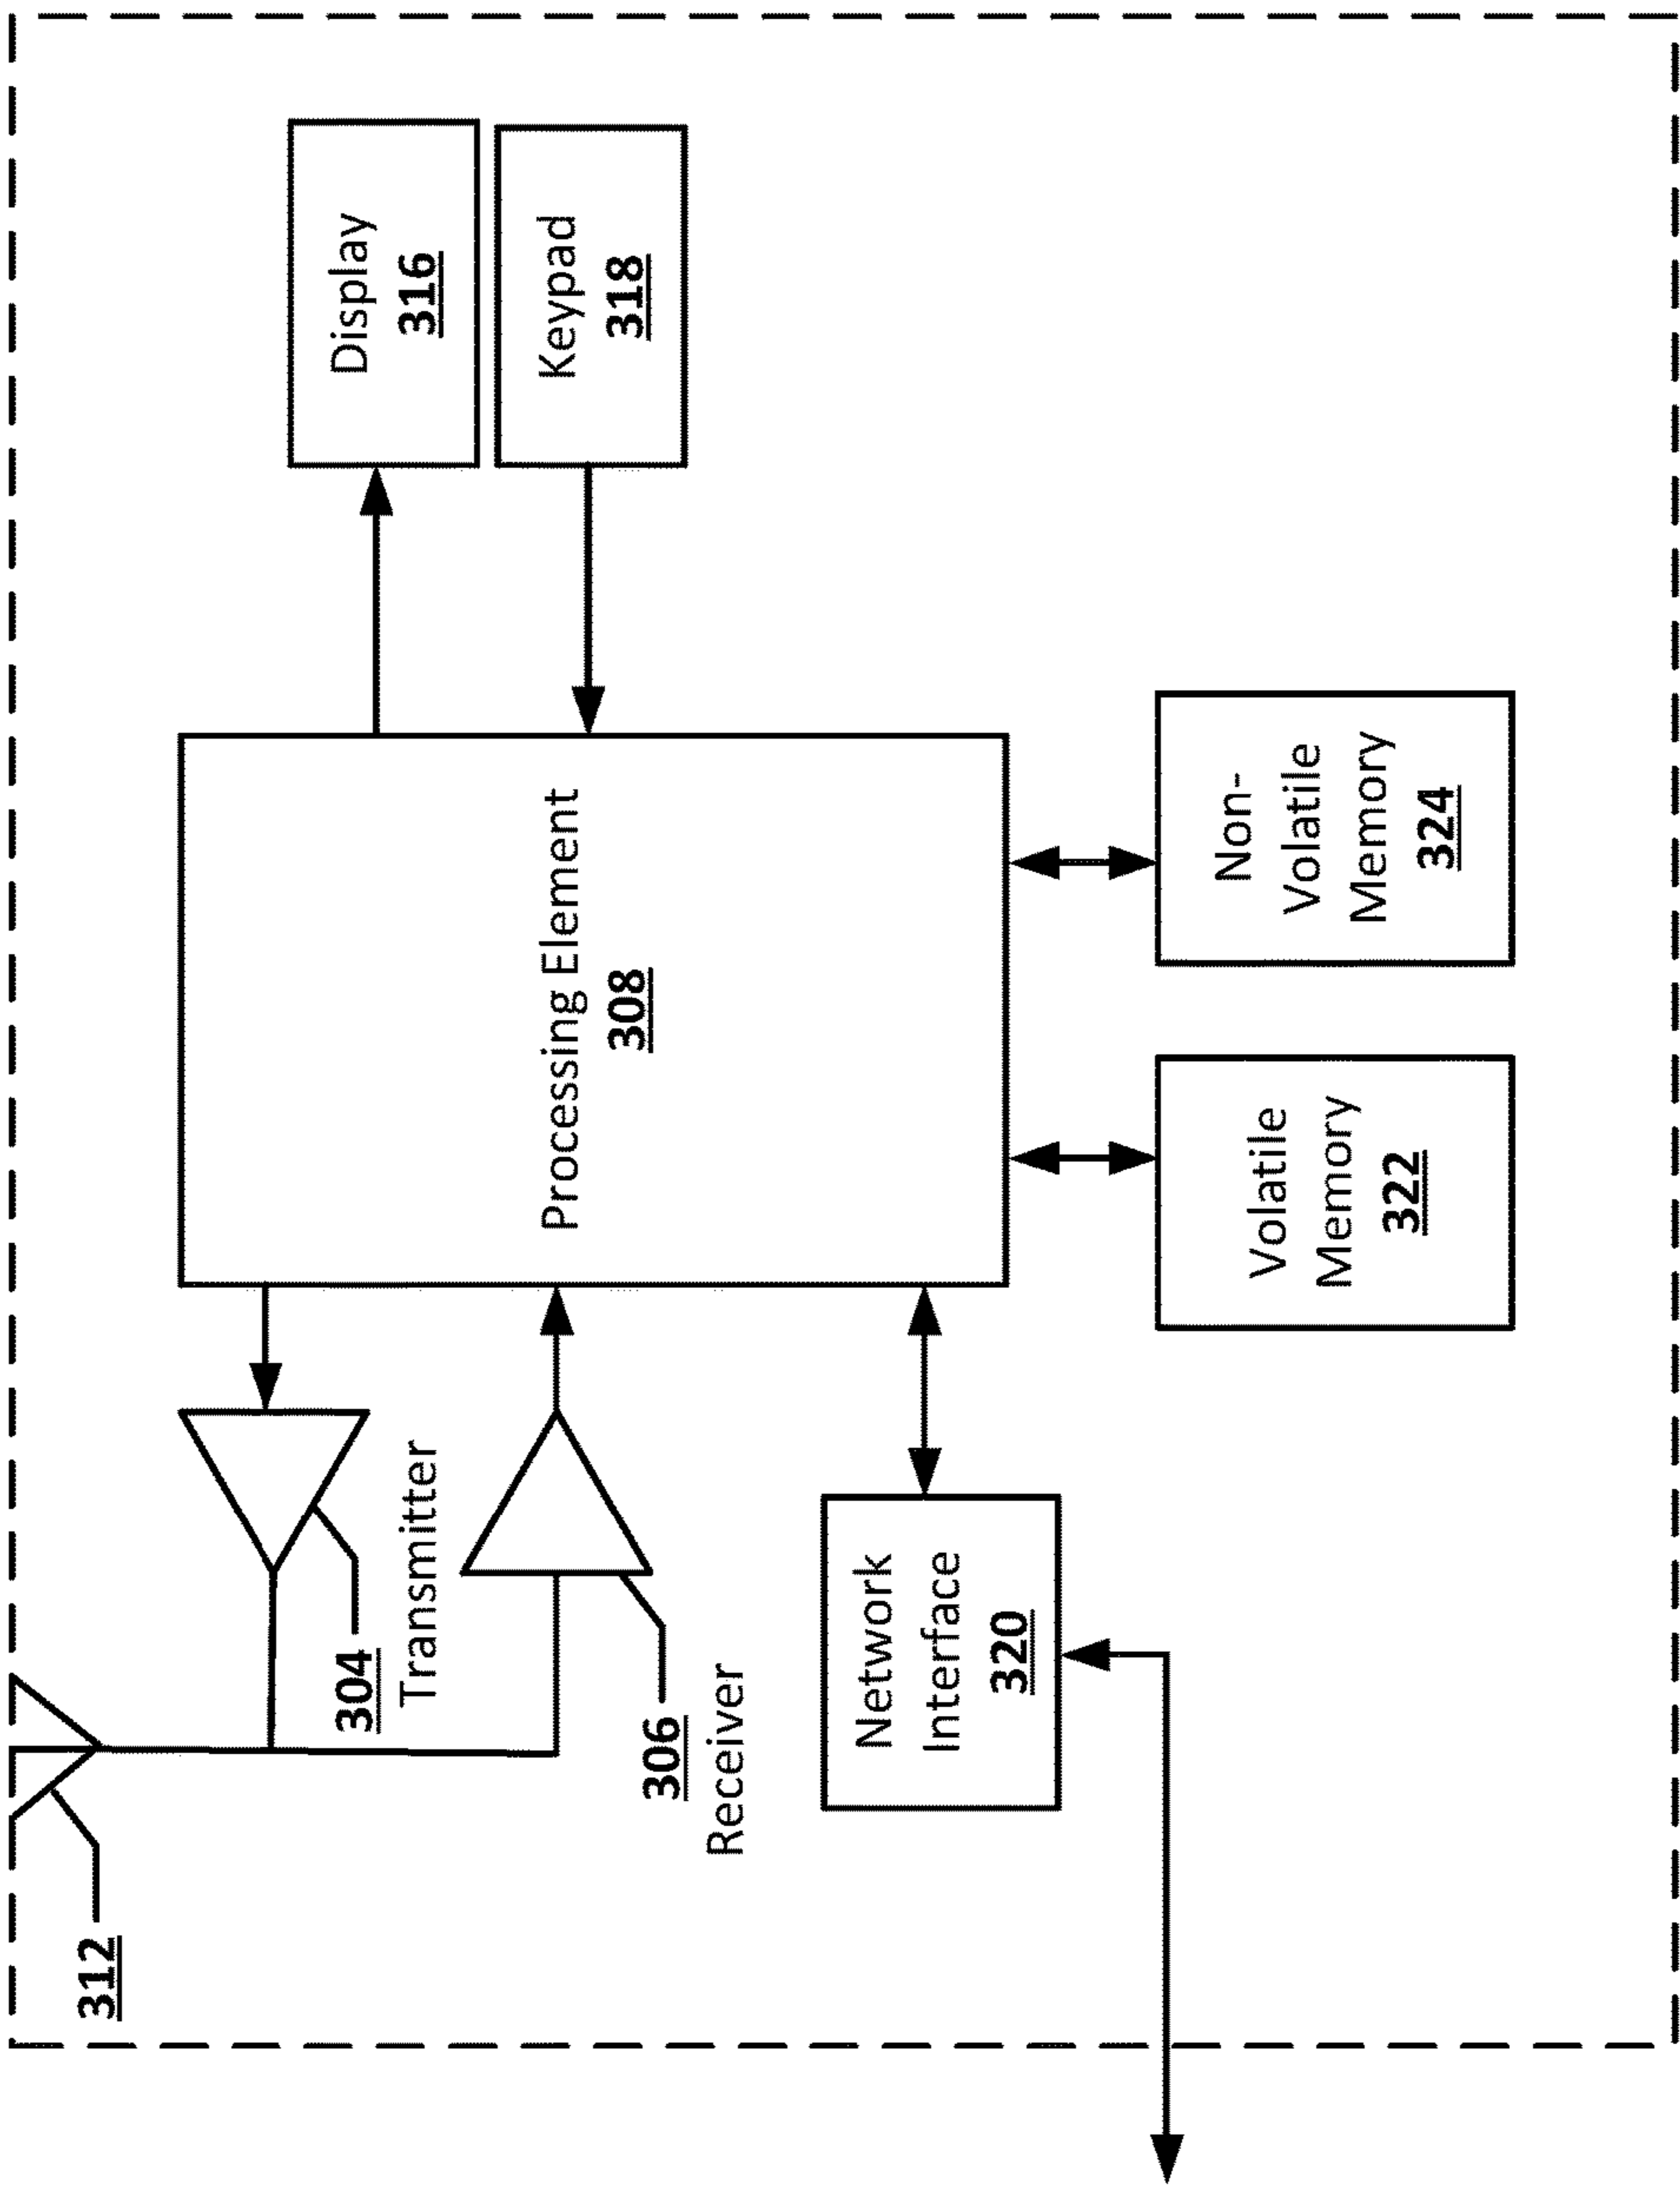 312
304
Transmitter
306
Receiver
Network
Interface
320
Processing Element
308
Volatile
Memory
322
Non-
Volatile
Memory
324
Display
316
Keypad
318